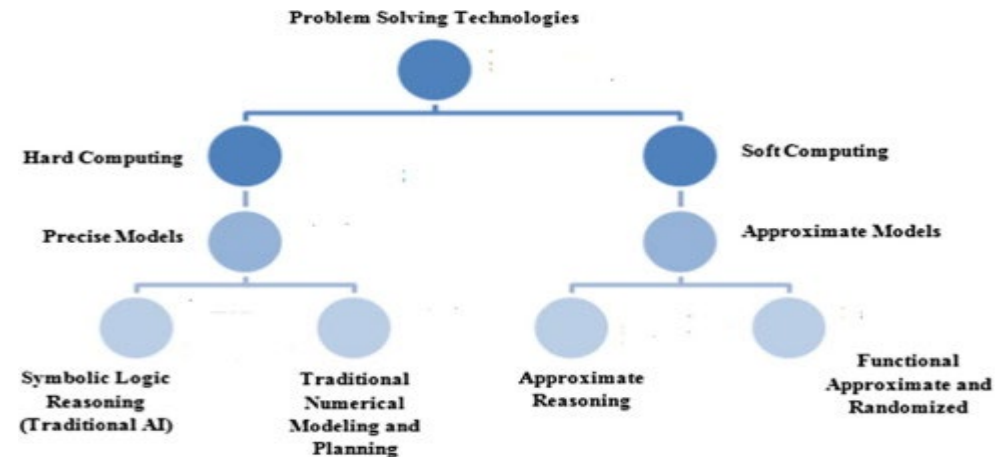 Problem Solving Technologies
Hard Computing
Soft Computing
Precise Models
Approximate Models
Symbolic Logic
Reasoning
(Traditional AI)
Traditional
Numerical
Modeling and
Planning
Approximate
Reasoning
Functional
Approximate and
Randomized